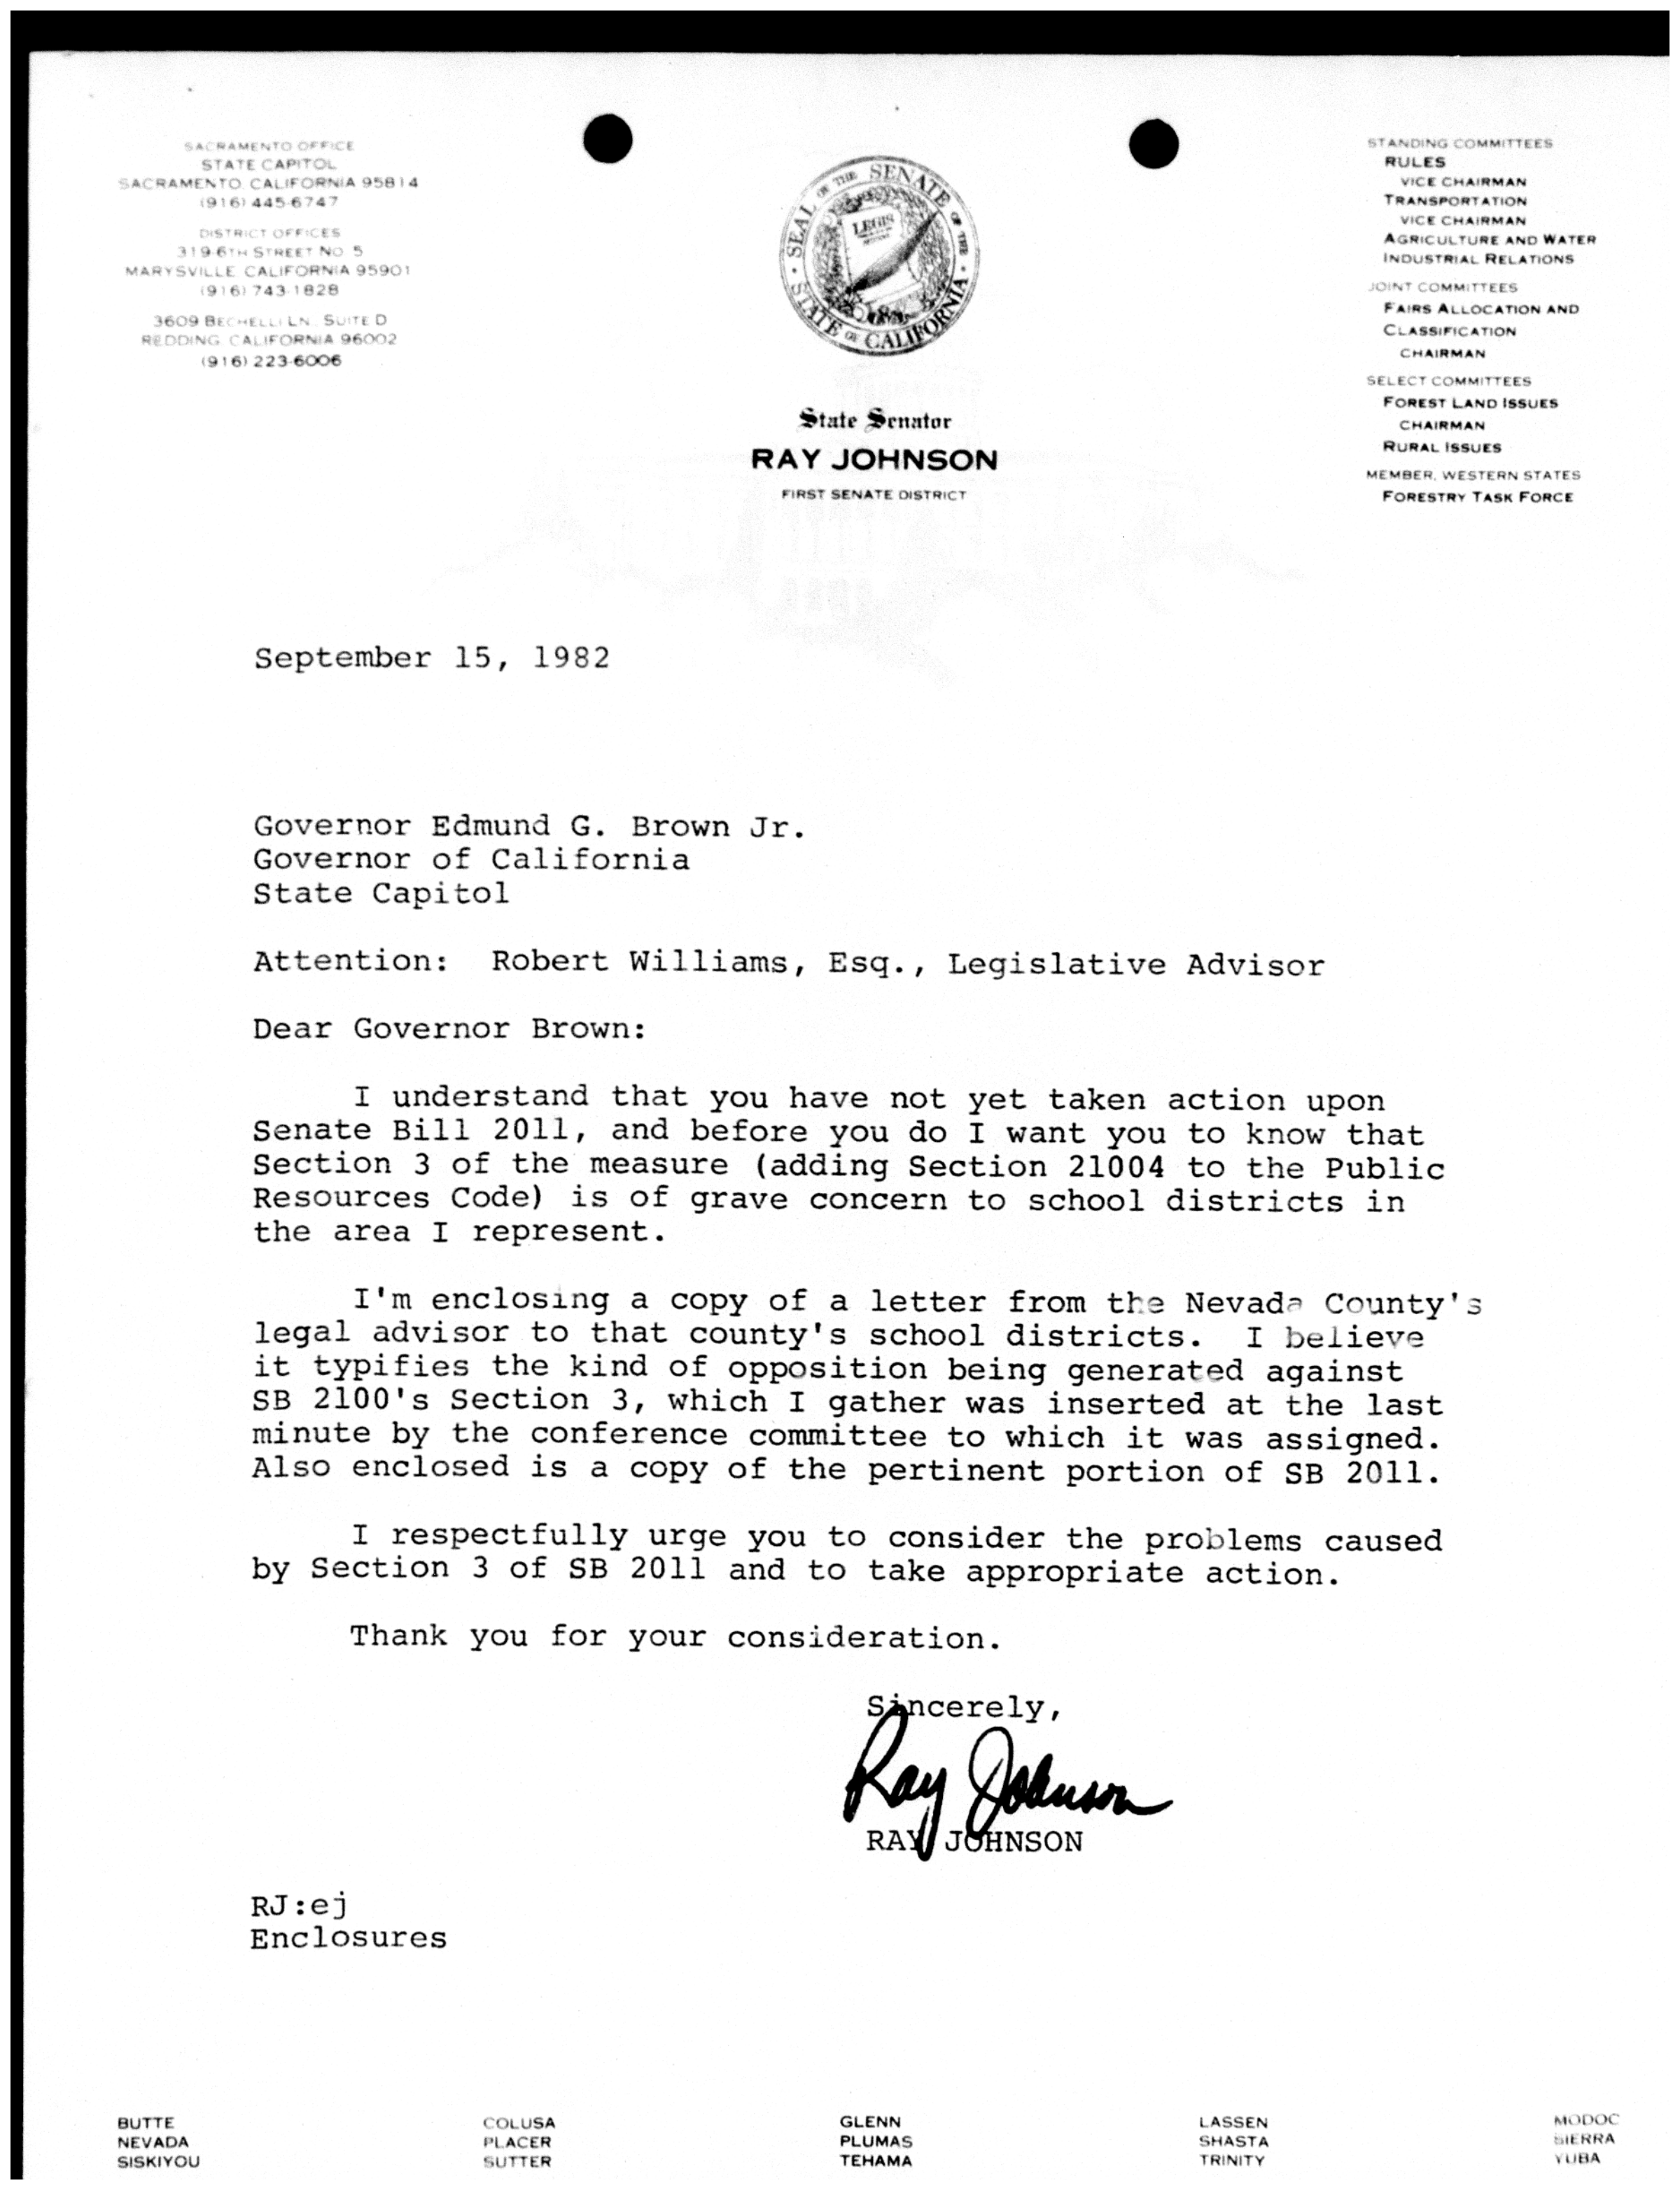 SACRAMENTO OFFICE
STATE CAPITOL
SACRAMENTO CALIFORNIA 95814
(916) 445-6747
DISTRICT OFFICES
319-6TH STREET NO 5
MARYSVILLE CALIFORNIA 95901
(916) 743-1828
3609 BECHELLI LN. SUITE D
REDDING CALIFORNIA 96002
(916) 223-6006
SEAL OF THE SENATE OF THE STATE OF CALIFORNIA
LEGIS
State Senator
RAY JOHNSON
FIRST SENATE DISTRICT
STANDING COMMITTEES
RULES
VICE CHAIRMAN
TRANSPORTATION
VICE CHAIRMAN
AGRICULTURE AND WATER
INDUSTRIAL RELATIONS
JOINT COMMITTEES
FAIRS ALLOCATION AND
CLASSIFICATION
CHAIRMAN
SELECT COMMITTEES
FOREST LAND ISSUES
CHAIRMAN
RURAL ISSUES
MEMBER, WESTERN STATES
FORESTRY TASK FORCE
September 15, 1982
Governor Edmund G. Brown Jr.
Governor of California
State Capitol
Attention:  Robert Williams, Esq., Legislative Advisor
Dear Governor Brown:
I understand that you have not yet taken action upon
Senate Bill 2011, and before you do I want you to know that
Section 3 of the measure (adding Section 21004 to the Public
Resources Code) is of grave concern to school districts in
the area I represent.
I'm enclosing a copy of a letter from the Nevada County's
legal advisor to that county's school districts.  I believe
it typifies the kind of opposition being generated against
SB 2100's Section 3, which I gather was inserted at the last
minute by the conference committee to which it was assigned.
Also enclosed is a copy of the pertinent portion of SB 2011.
I respectfully urge you to consider the problems caused
by Section 3 of SB 2011 and to take appropriate action.
Thank you for your consideration.
Sincerely,
Ray Johnson
RAY JOHNSON
RJ:ej
Enclosures
BUTTE COLUSA GLENN LASSEN MODOC
NEVADA PLACER PLUMAS SHASTA SIERRA
SISKIYOU SUTTER TEHAMA TRINITY YUBA